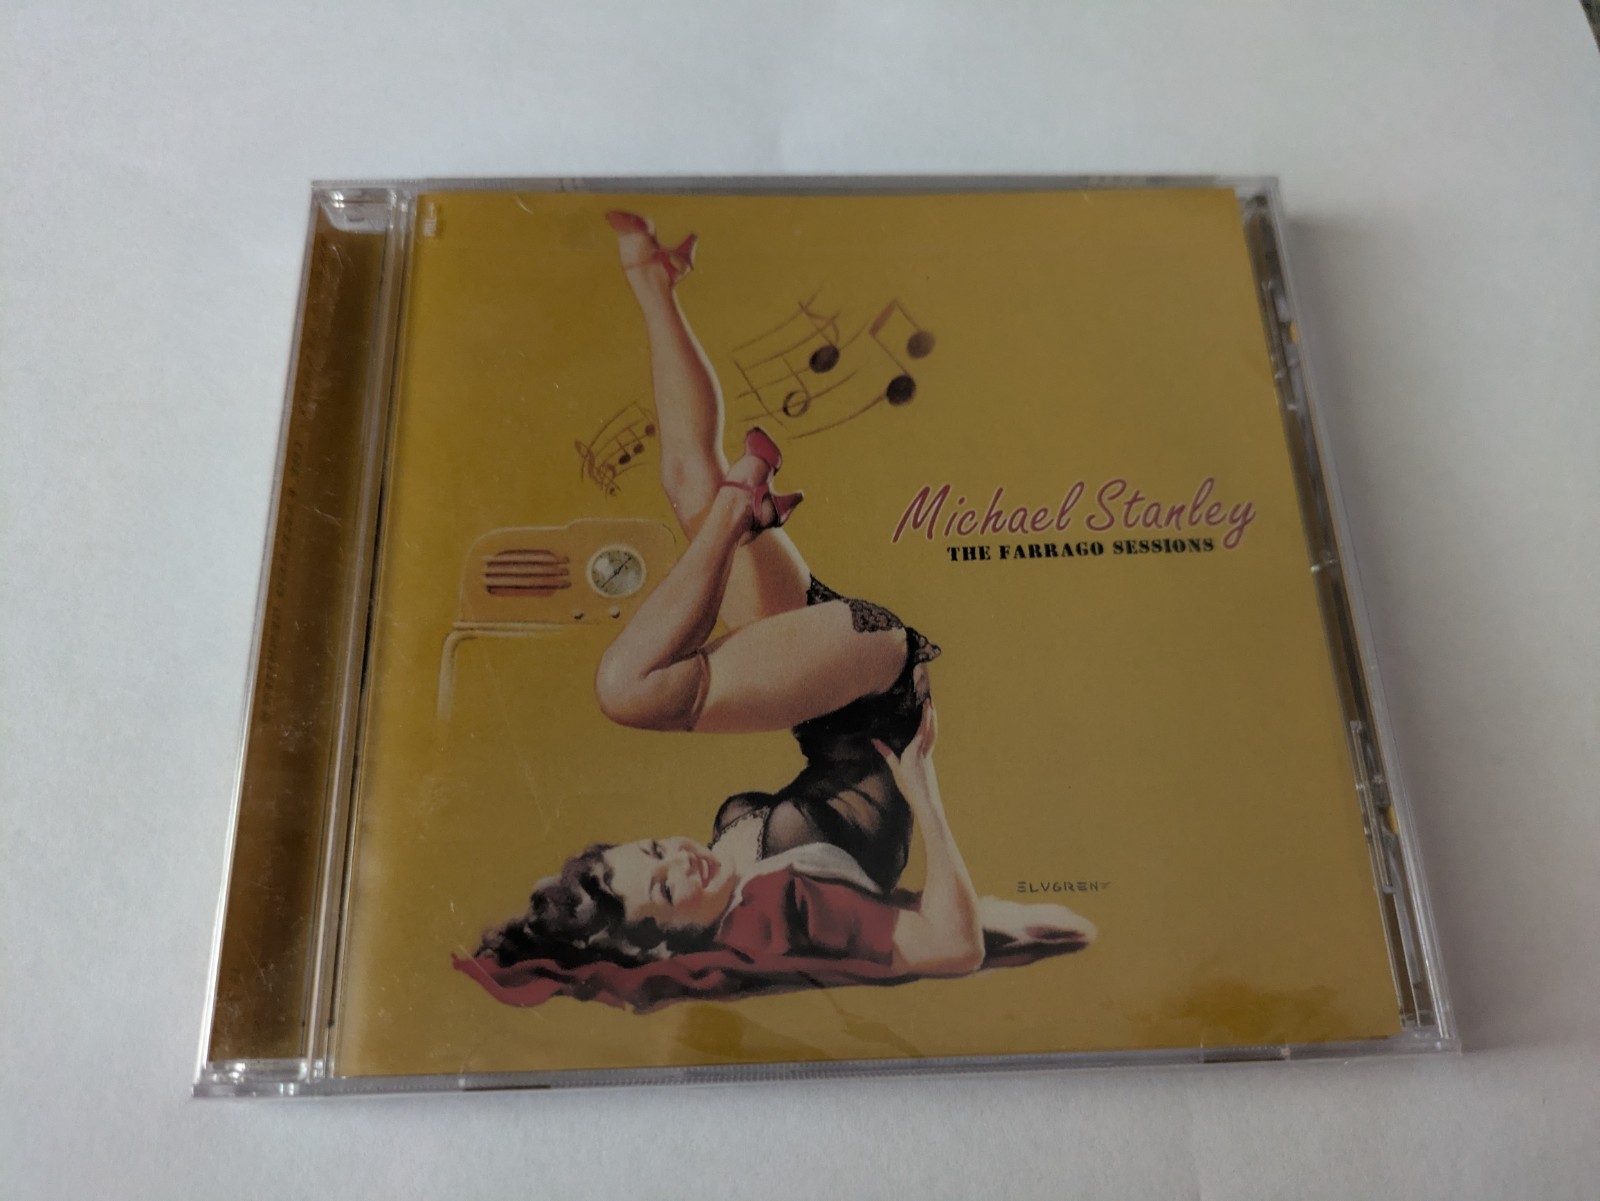 Michael Stanley
THE FARRAGO SESSIONS
ELVGREN